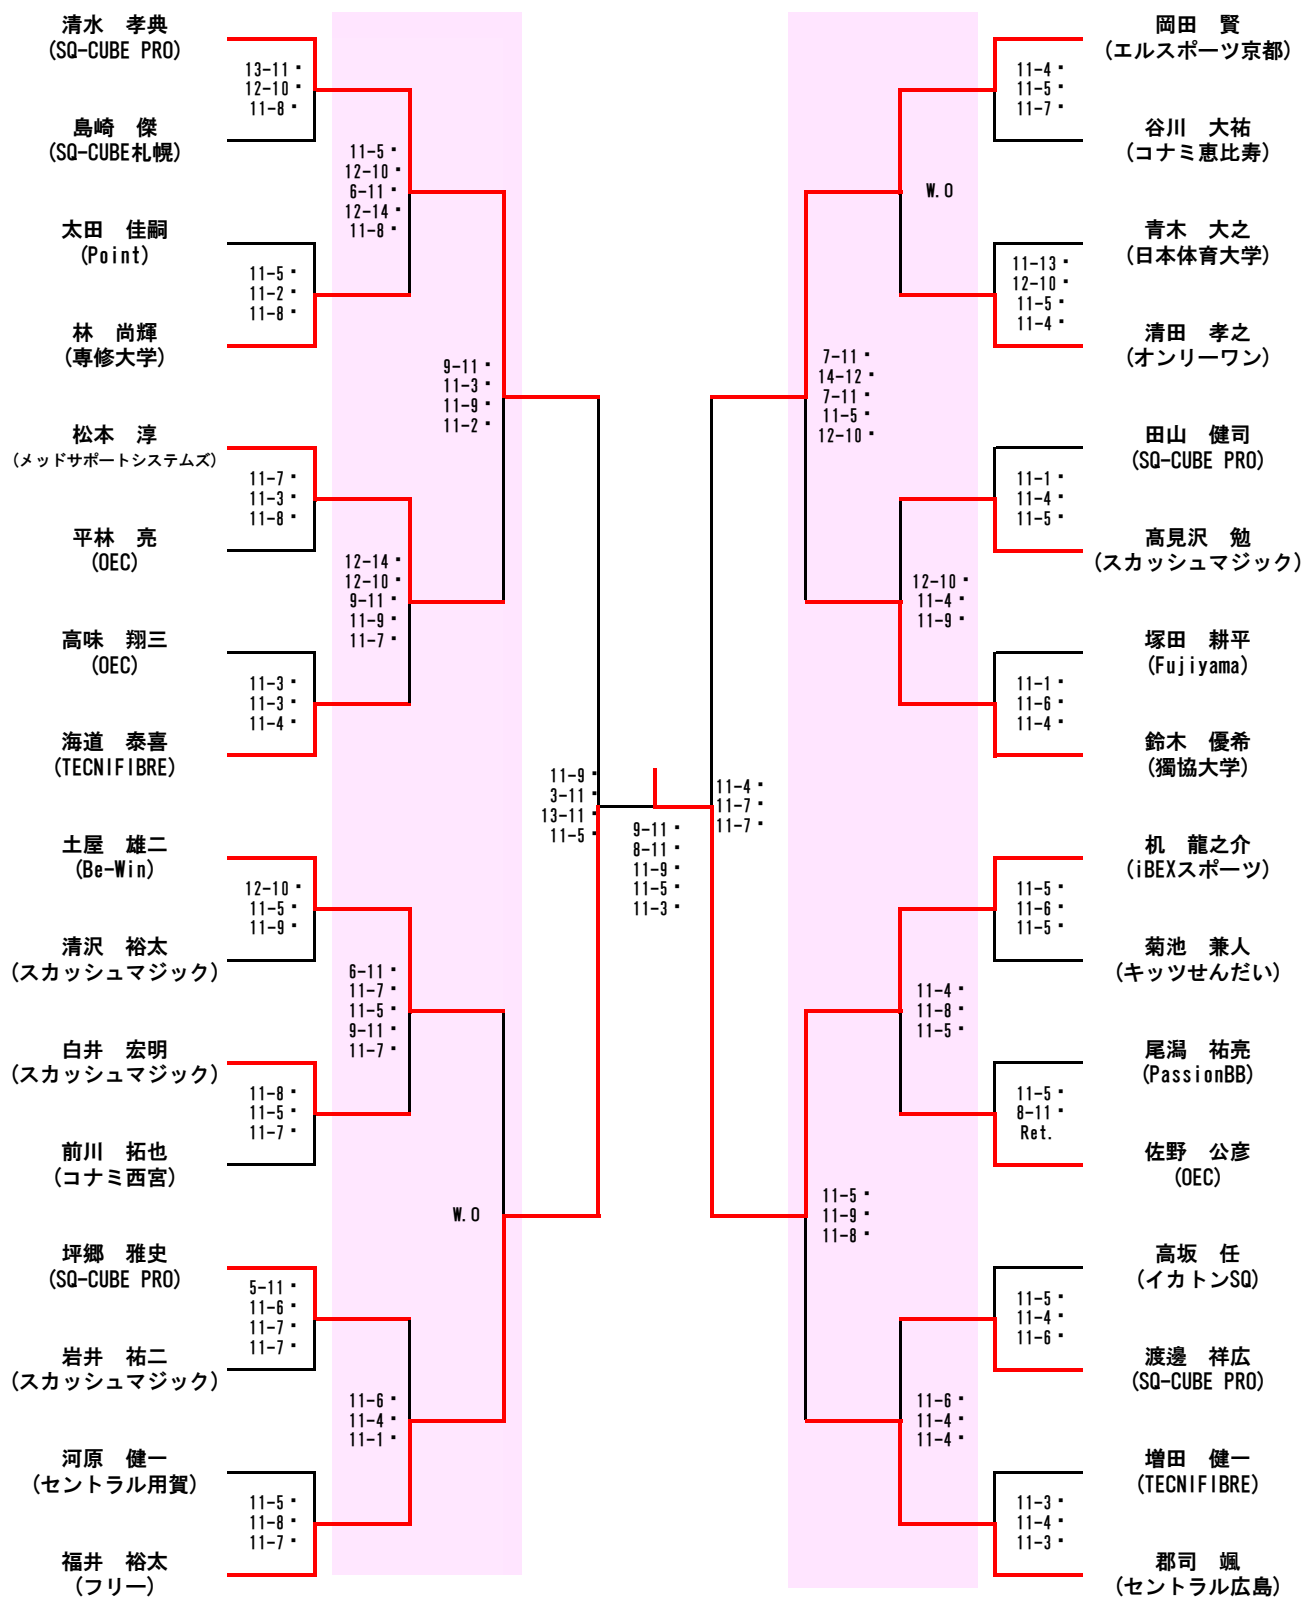 清水　孝典
(SQ-CUBE PRO)
13-11
12-10
11-8
島崎　傑
(SQ-CUBE札幌)
11-5
12-10
6-11
12-14
11-8
太田　佳嗣
(Point)
11-5
11-2
11-8
林　尚輝
(専修大学)
9-11
11-3
11-9
11-2
松本　淳
(メッドサポートシステムズ)
11-7
11-3
11-8
平林　亮
(OEC)
12-14
12-10
9-11
11-9
11-7
高味　翔三
(OEC)
11-3
11-3
11-4
海道　泰喜
(TECNIFIBRE)
11-9
3-11
13-11
11-5
土屋　雄二
(Be-Win)
12-10
11-5
11-9
清沢　裕太
(スカッシュマジック)
6-11
11-7
11-5
9-11
11-7
白井　宏明
(スカッシュマジック)
11-8
11-5
11-7
前川　拓也
(コナミ西宮)
W.O
坪郷　雅史
(SQ-CUBE PRO)
5-11
11-6
11-7
11-7
岩井　祐二
(スカッシュマジック)
11-6
11-4
11-1
河原　健一
(セントラル用賀)
11-5
11-8
11-7
福井　裕太
(フリー)
9-11
8-11
11-9
11-5
11-3
岡田　賢
(エルスポーツ京都)
11-4
11-5
11-7
谷川　大祐
(コナミ恵比寿)
W.O
青木　大之
(日本体育大学)
11-13
12-10
11-5
11-4
清田　孝之
(オンリーワン)
7-11
14-12
7-11
11-5
12-10
田山　健司
(SQ-CUBE PRO)
11-1
11-4
11-5
髙見沢　勉
(スカッシュマジック)
12-10
11-4
11-9
塚田　耕平
(Fujiyama)
11-1
11-6
11-4
鈴木　優希
(獨協大学)
11-4
11-7
11-7
机　龍之介
(iBEXスポーツ)
11-5
11-6
11-5
菊池　兼人
(キッツせんだい)
11-4
11-8
11-5
尾潟　祐亮
(PassionBB)
11-5
8-11
Ret.
佐野　公彦
(OEC)
11-5
11-9
11-8
高坂　任
(イカトンSQ)
11-5
11-4
11-6
渡邊　祥広
(SQ-CUBE PRO)
11-6
11-4
11-4
増田　健一
(TECNIFIBRE)
11-3
11-4
11-3
郡司　颯
(セントラル広島)